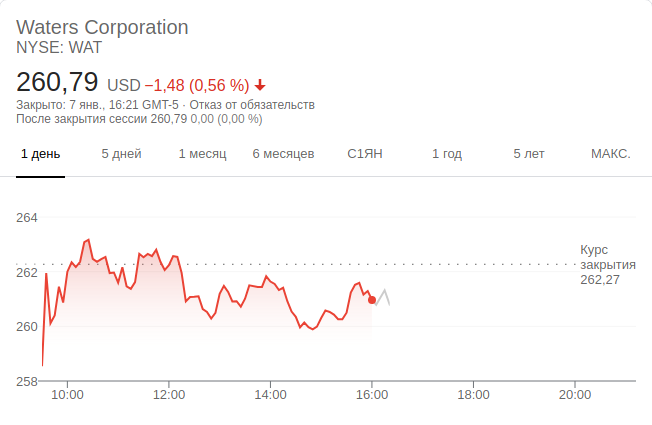 Waters Corporation
NYSE: WAT
260,79 USD −1,48 (0,56 %)
Закрыто: 7 янв., 16:21 GMT-5 · Отказ от обязательств
После закрытия сессии 260,79 0,00 (0,00 %)
1 день 5 дней 1 месяц 6 месяцев С1ЯН 1 год 5 лет МАКС.
264
Курс
закрытия
262,27
262
260
258
10:00 12:00 14:00 16:00 18:00 20:00